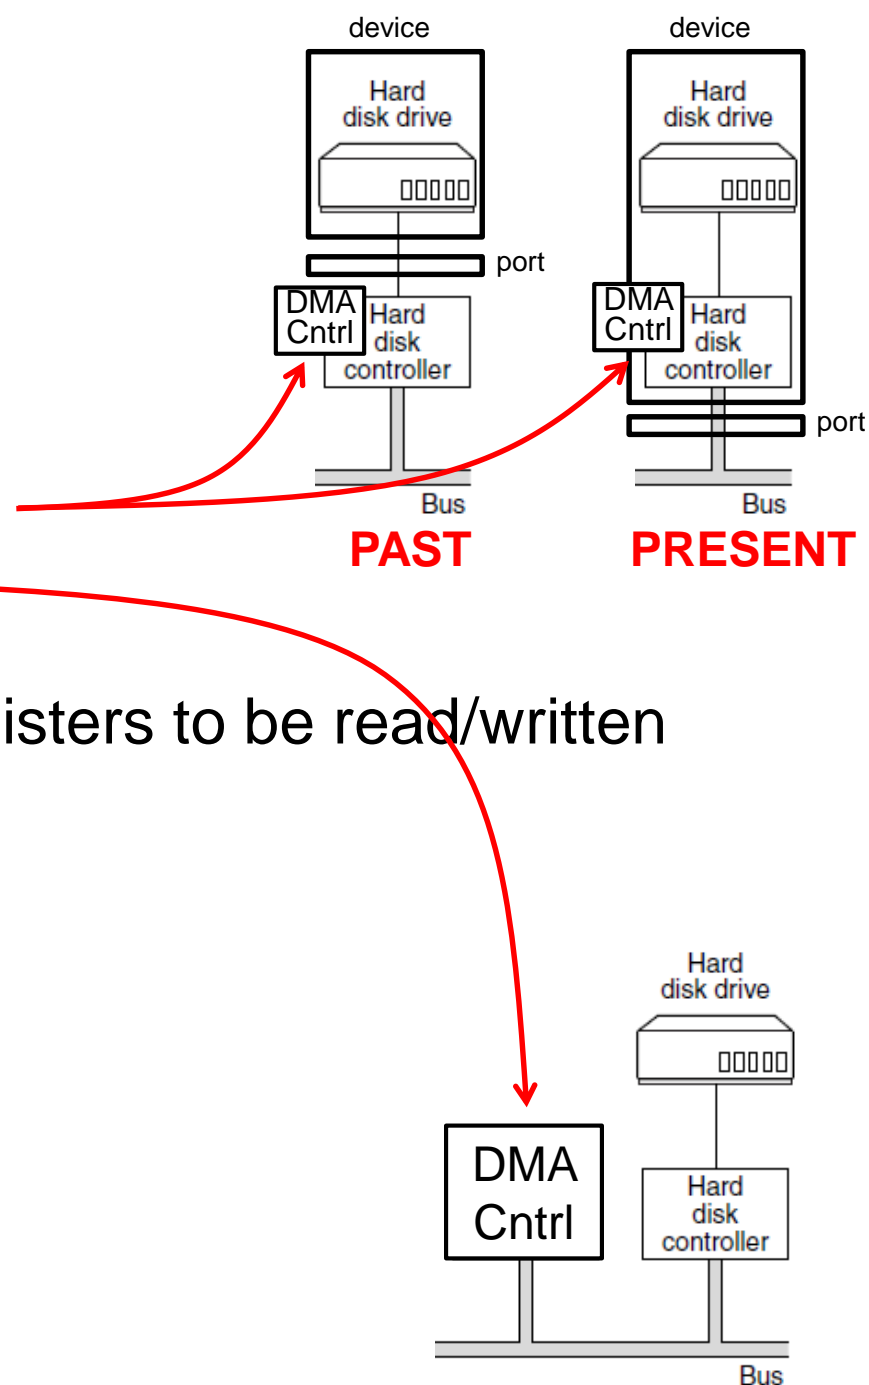 device
device
Hard
disk drive
Hard
disk drive
port
DMA
Cntrl
Hard
disk
controller
DMA
Cntrl
Hard
disk
controller
port
Bus
Bus
PAST
PRESENT
isters to be read/written
Hard
disk drive
DMA
Cntrl
Hard
disk
controller
Bus